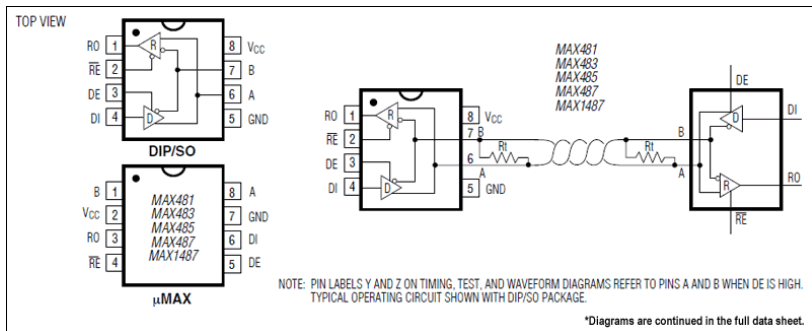 TOP VIEW
RO 1
RE 2
DE 3
DI 4
R
D
8 VCC
7 B
6 A
5 GND
DIP/SO
B 1
VCC 2
RO 3
RE 4
MAX481
MAX483
MAX485
MAX487
MAX1487
8 A
7 GND
6 DI
5 DE
µMAX
MAX481
MAX483
MAX485
MAX487
MAX1487
RO 1
RE 2
DE 3
DI 4
R
D
8 VCC
7 B
6 A
5 GND
Rt
Rt
B
A
DE
D
DI
R
RO
RE
NOTE: PIN LABELS Y AND Z ON TIMING, TEST, AND WAVEFORM DIAGRAMS REFER TO PINS A AND B WHEN DE IS HIGH.
TYPICAL OPERATING CIRCUIT SHOWN WITH DIP/SO PACKAGE.
*Diagrams are continued in the full data sheet.